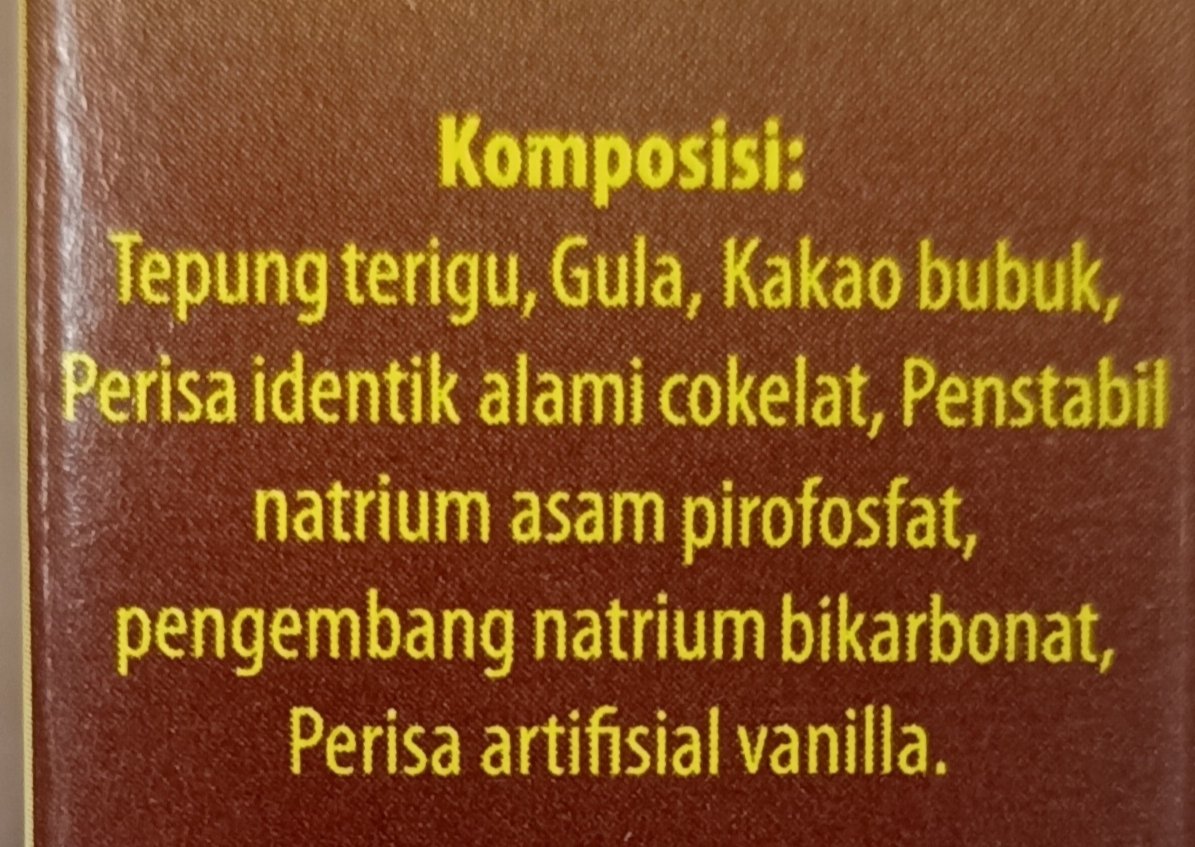 Komposisi:
Tepung terigu, Gula, Kakao bubuk,
Perisa identik alami cokelat, Penstabil
natrium asam pirofosfat,
pengembang natrium bikarbonat,
Perisa artifisial vanilla.